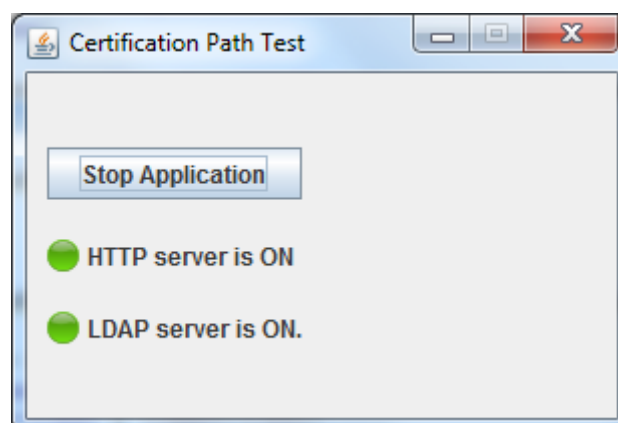 Certification Path Test
Stop Application
HTTP server is ON
LDAP server is ON.